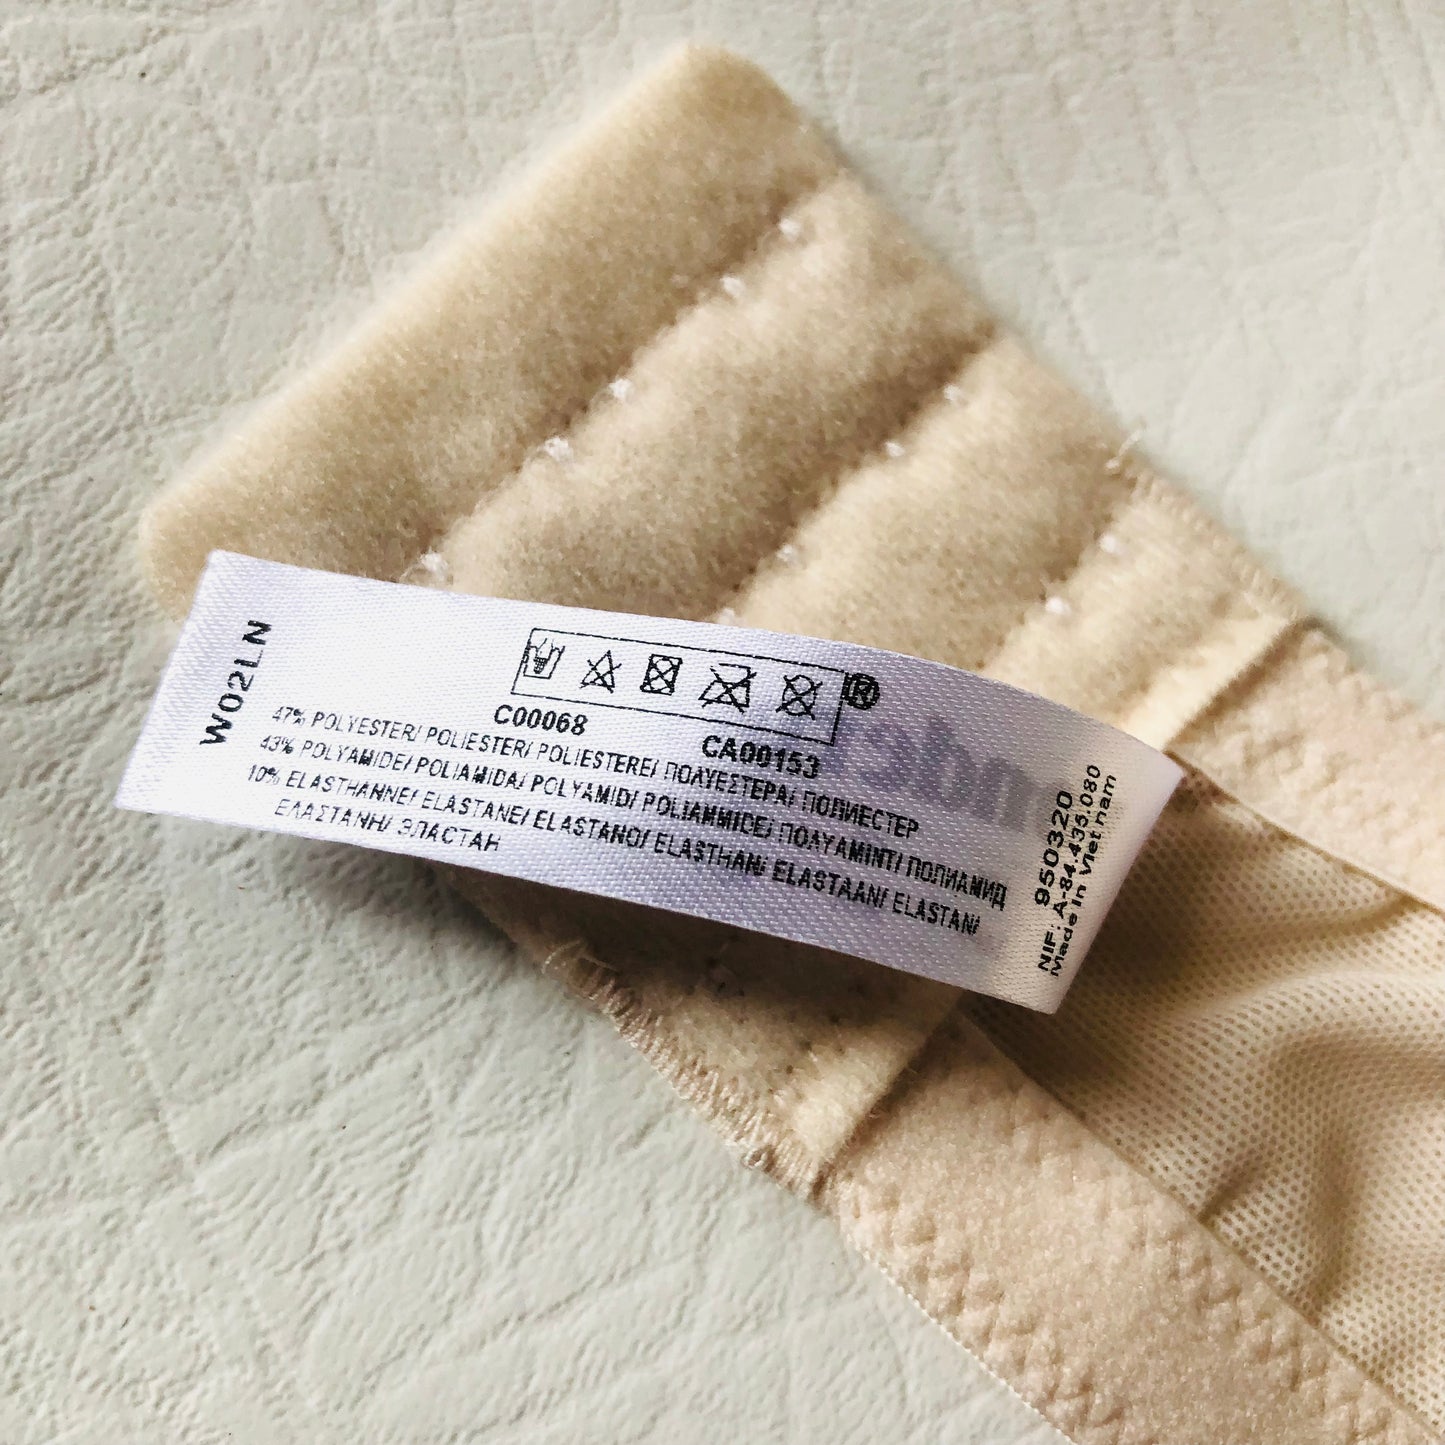 W02LN
®
C00068
CA00153
47% POLYESTER/ POLIESTER/ POLIESTERE/ ΠΟΛΥΕΣΤΕΡΑ/ ПОЛИЕСТЕР
43% POLYAMIDE/ POLIAMIDA/ POLYAMID/ POLIAMMIDE/ ΠΟΛΥΑΜΙΝΤΙ/ ПОЛИАМИД
10% ELASTHANNE/ ELASTANE/ ELASTANO/ ELASTHAN/ ELASTAAN/ ELASTAN/
ΕΛΑΣΤΑΝΗ/ ЭЛАСТАН
950320
NIF: A-84.435.080
Made in Viet nam